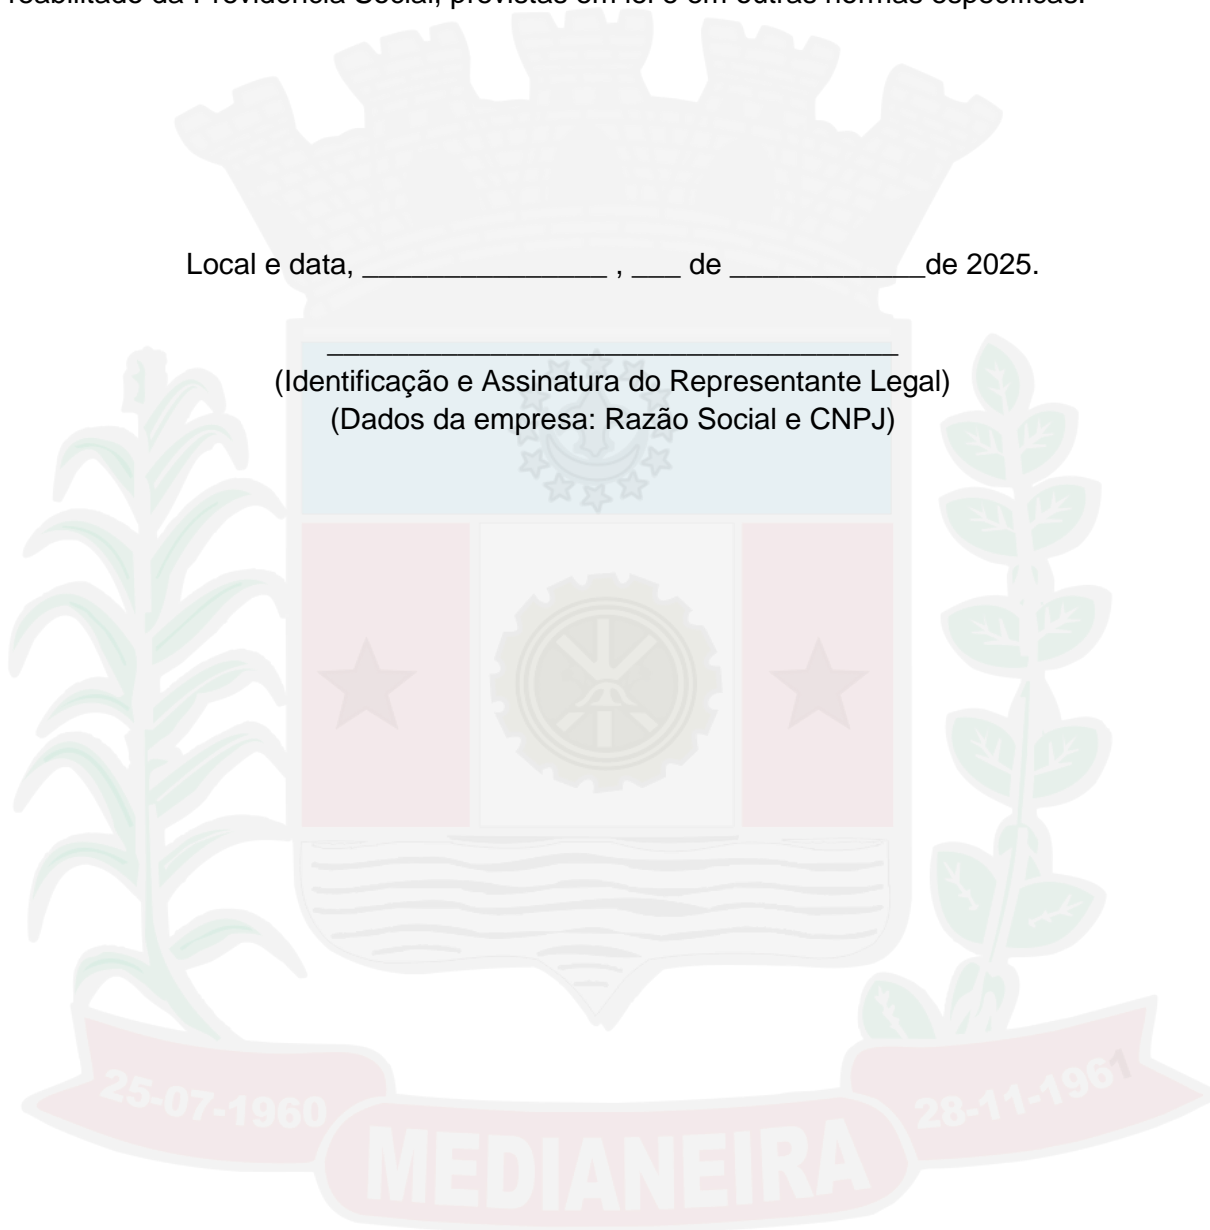 reabilitado da Previdência Social, previstas em lei e em outras normas específicas.
Local e data, _______________ , ___ de ____________de 2025.
___________________________________
(Identificação e Assinatura do Representante Legal)
(Dados da empresa: Razão Social e CNPJ)
25-07-1960
28-11-1961
MEDIANEIRA